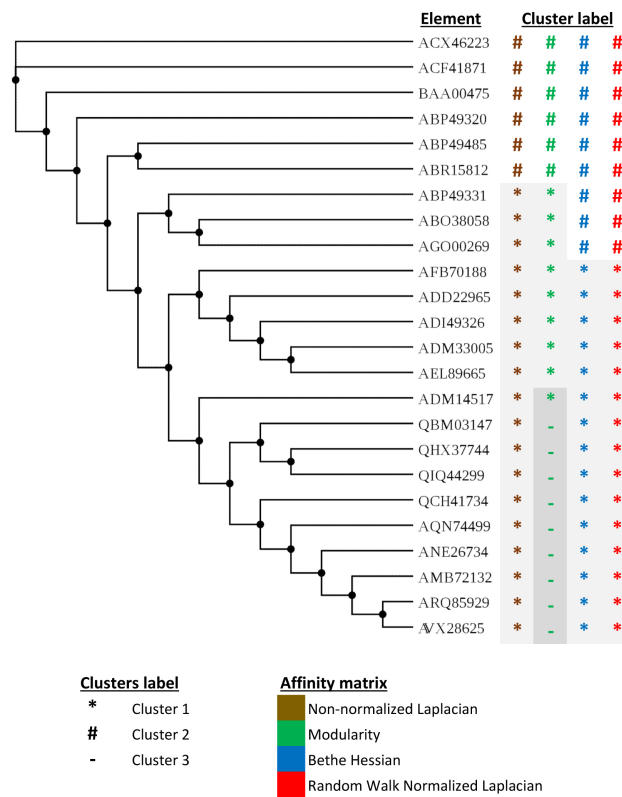 Element Cluster label
ACX46223 # # # #
ACF41871 # # # #
BAA00475 # # # #
ABP49320 # # # #
ABP49485 # # # #
ABR15812 # # # #
ABP49331 * * # #
ABO38058 * * # #
AGO00269 * * # #
AFB70188 * * * *
ADD22965 * * * *
ADI49326 * * * *
ADM33005 * * * *
AEL89665 * * * *
ADM14517 * * * *
QBM03147 * - * *
QHX37744 * - * *
QIQ44299 * - * *
QCH41734 * - * *
AQN74499 * - * *
ANE26734 * - * *
AMB72132 * - * *
ARQ85929 * - * *
AVX28625 * - * *
Clusters label
* Cluster 1
# Cluster 2
- Cluster 3
Affinity matrix
Non-normalized Laplacian
Modularity
Bethe Hessian
Random Walk Normalized Laplacian